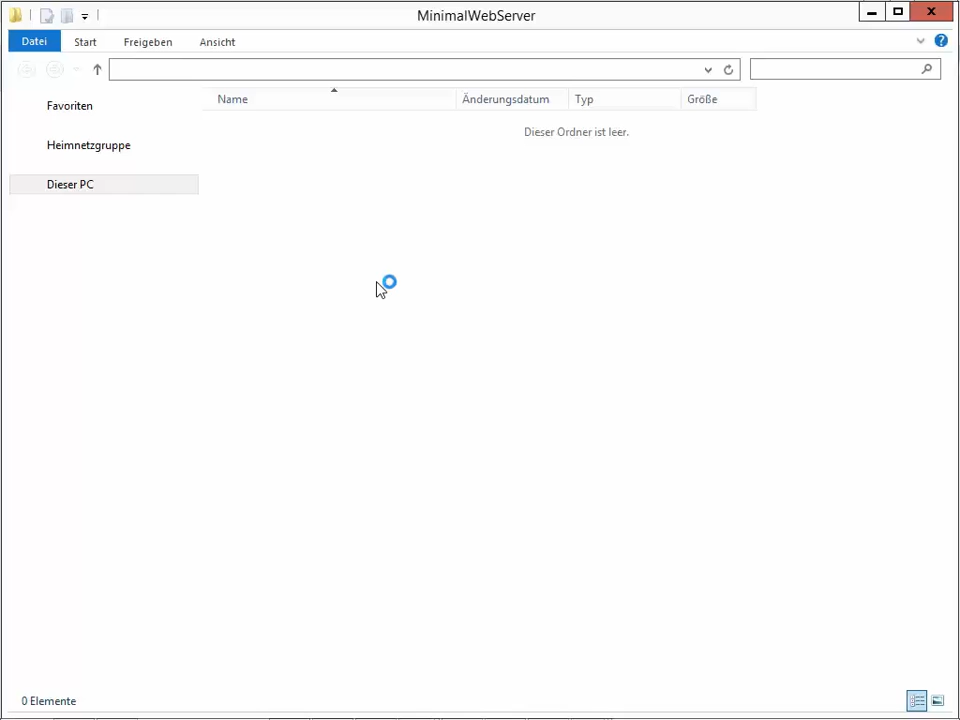 MinimalWebServer
Datei Start Freigeben Ansicht
Name Änderungsdatum Typ Größe
Favoriten
Dieser Ordner ist leer.
Heimnetzgruppe
Dieser PC
0 Elemente